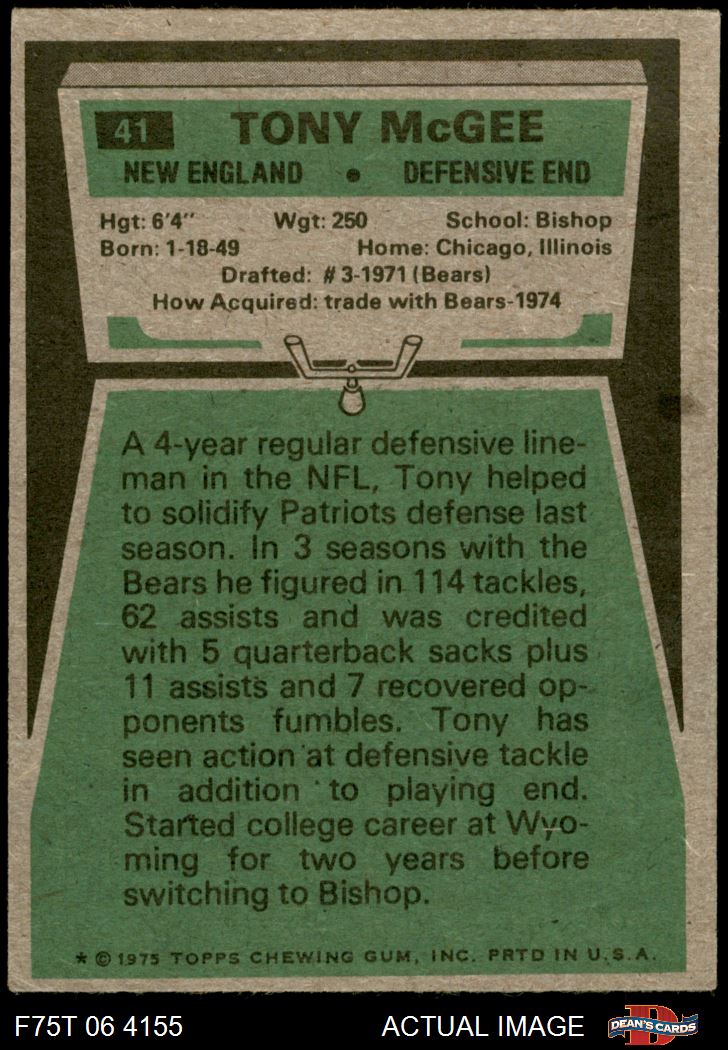 41 TONY McGEE
NEW ENGLAND • DEFENSIVE END
Hgt: 6'4" Wgt: 250 School: Bishop
Born: 1-18-49 Home: Chicago, Illinois
Drafted: #3-1971 (Bears)
How Acquired: trade with Bears-1974
A 4-year regular defensive line-
man in the NFL, Tony helped
to solidify Patriots defense last
season. In 3 seasons with the
Bears he figured in 114 tackles,
62 assists and was credited
with 5 quarterback sacks plus
11 assists and 7 recovered op-
ponents fumbles. Tony has
seen action at defensive tackle
in addition to playing end.
Started college career at Wyo-
ming for two years before
switching to Bishop.
* © 1975 TOPPS CHEWING GUM, INC. PRTD IN U.S.A.
F75T 06 4155 ACTUAL IMAGE DEAN'S CARDS